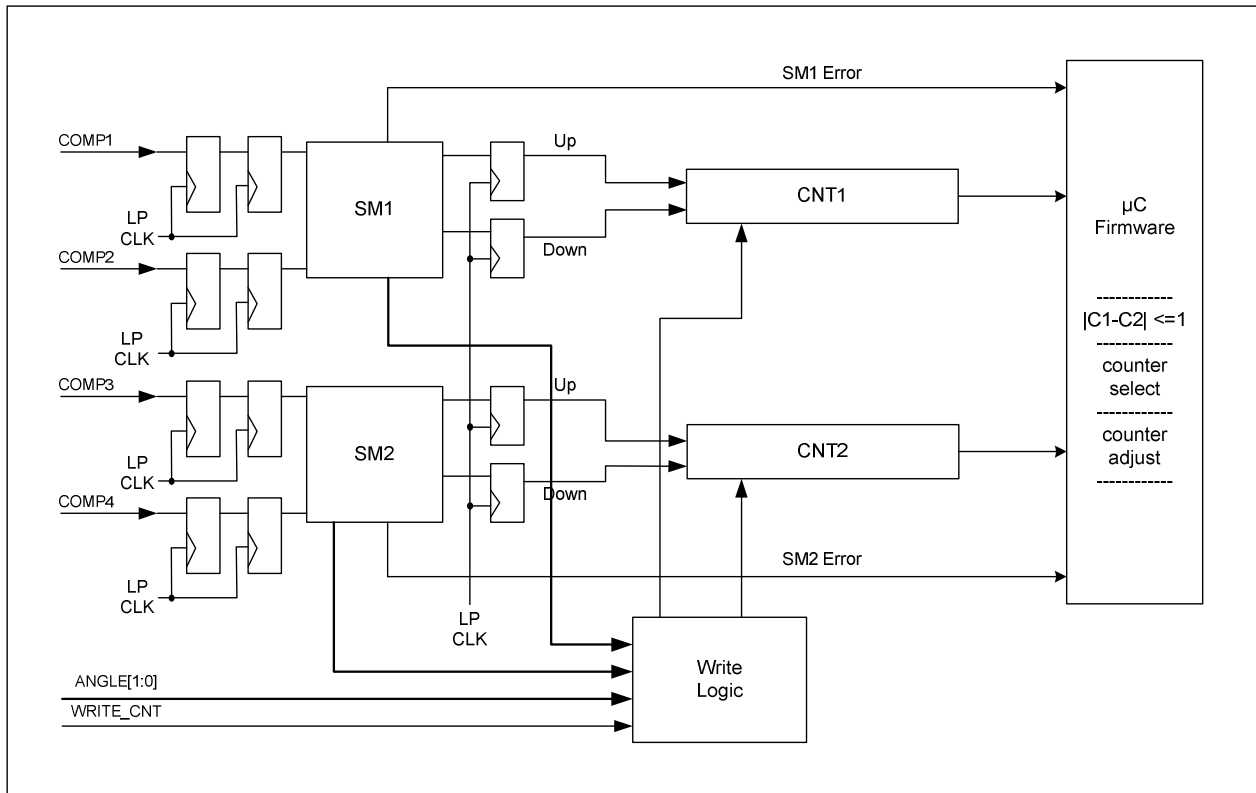 SM1 Error
COMP1
Up
SM1
CNT1
LP
CLK
Down
µC
Firmware
COMP2
LP
CLK
------------
|C1-C2| <=1
------------
counter
select
------------
counter
adjust
------------
COMP3
Up
SM2
CNT2
LP
CLK
Down
COMP4
SM2 Error
LP
CLK
LP
CLK
Write
Logic
ANGLE[1:0]
WRITE_CNT